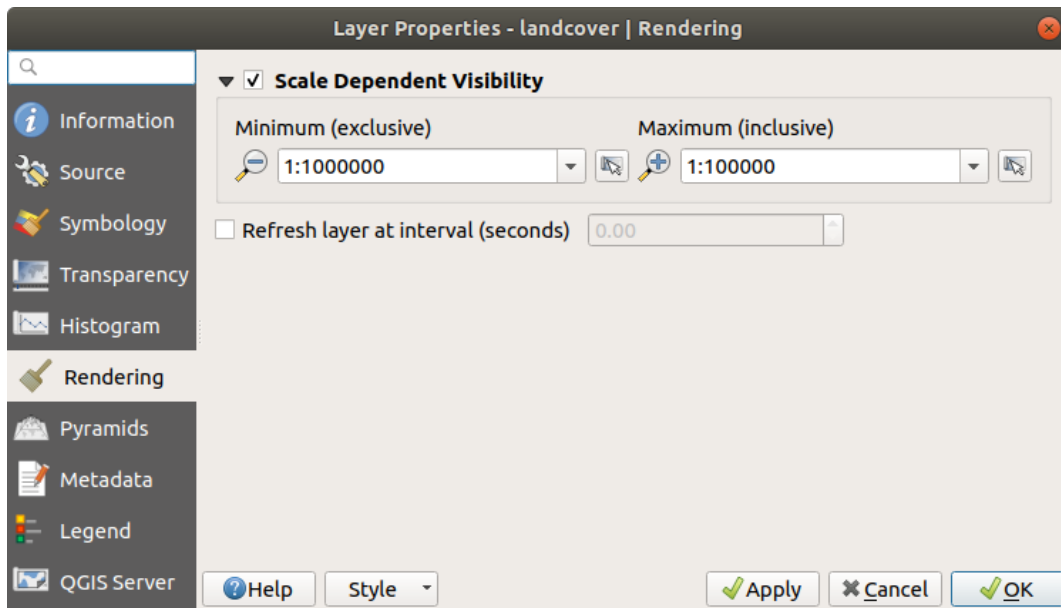 Layer Properties - landcover | Rendering
Information
Source
Symbology
Transparency
Histogram
Rendering
Pyramids
Metadata
Legend
QGIS Server
Scale Dependent Visibility
Minimum (exclusive)
Maximum (inclusive)
1:1000000
1:100000
Refresh layer at interval (seconds)
0.00
Help
Style
Apply
Cancel
OK